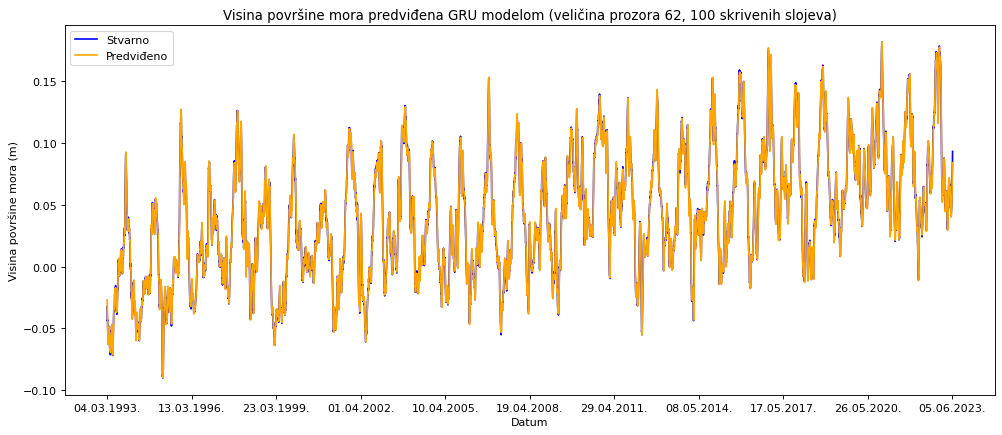 Visina površine mora predviđena GRU modelom (veličina prozora 62, 100 skrivenih slojeva)
Stvarno
Predviđeno
Visina površine mora (m)
0.15
0.10
0.05
0.00
−0.05
−0.10
04.03.1993. 13.03.1996. 23.03.1999. 01.04.2002. 10.04.2005. 19.04.2008. 29.04.2011. 08.05.2014. 17.05.2017. 26.05.2020. 05.06.2023.
Datum